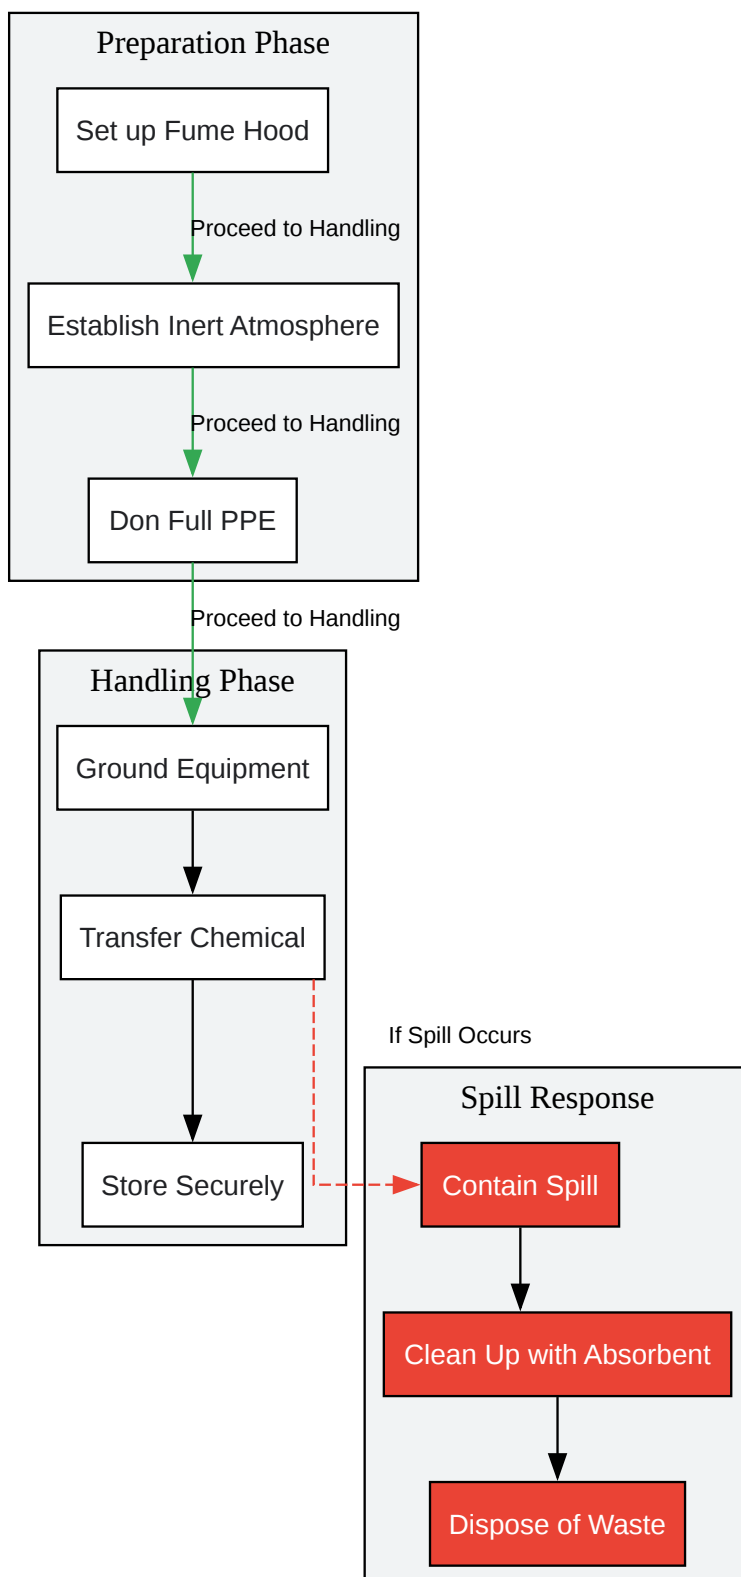 Preparation Phase
Set up Fume Hood
Proceed to Handling
Establish Inert Atmosphere
Proceed to Handling
Don Full PPE
Proceed to Handling
Handling Phase
Ground Equipment
Transfer Chemical
If Spill Occurs
Spill Response
Store Securely
Contain Spill
Clean Up with Absorbent
Dispose of Waste